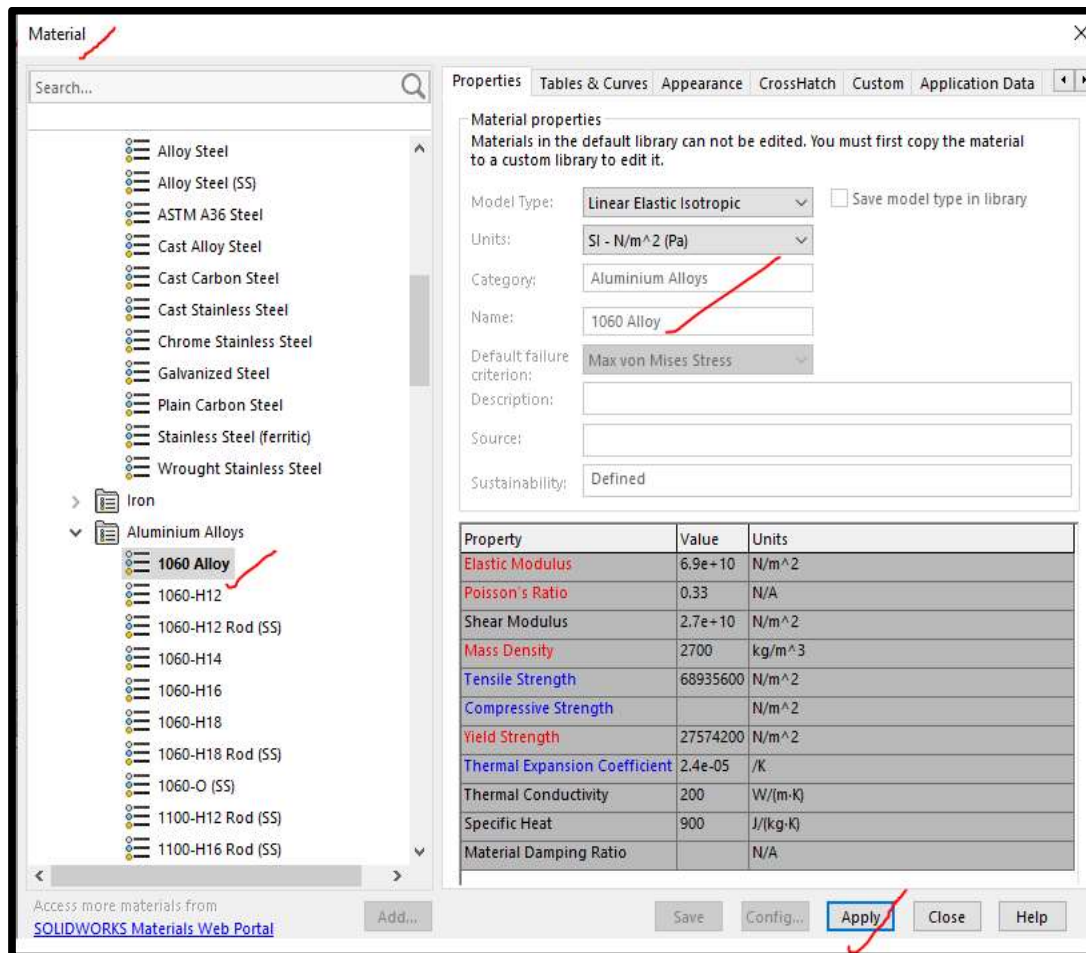 Material
Search...
Alloy Steel
Alloy Steel (SS)
ASTM A36 Steel
Cast Alloy Steel
Cast Carbon Steel
Cast Stainless Steel
Chrome Stainless Steel
Galvanized Steel
Plain Carbon Steel
Stainless Steel (ferritic)
Wrought Stainless Steel
Iron
Aluminium Alloys
1060 Alloy
1060-H12
1060-H12 Rod (SS)
1060-H14
1060-H16
1060-H18
1060-H18 Rod (SS)
1060-O (SS)
1100-H12 Rod (SS)
1100-H16 Rod (SS)
Access more materials from
SOLIDWORKS Materials Web Portal
Add...
Properties Tables & Curves Appearance CrossHatch Custom Application Data
Material properties
Materials in the default library can not be edited. You must first copy the material
to a custom library to edit it.
Model Type: Linear Elastic Isotropic Save model type in library
Units: SI - N/m^2 (Pa)
Category: Aluminium Alloys
Name: 1060 Alloy
Default failure
criterion: Max von Mises Stress
Description:
Source:
Sustainability: Defined
Property Value Units
Elastic Modulus 6.9e+10 N/m^2
Poisson's Ratio 0.33 N/A
Shear Modulus 2.7e+10 N/m^2
Mass Density 2700 kg/m^3
Tensile Strength 68935600 N/m^2
Compressive Strength N/m^2
Yield Strength 27574200 N/m^2
Thermal Expansion Coefficient 2.4e-05 /K
Thermal Conductivity 200 W/(m·K)
Specific Heat 900 J/(kg·K)
Material Damping Ratio N/A
Save Config... Apply Close Help